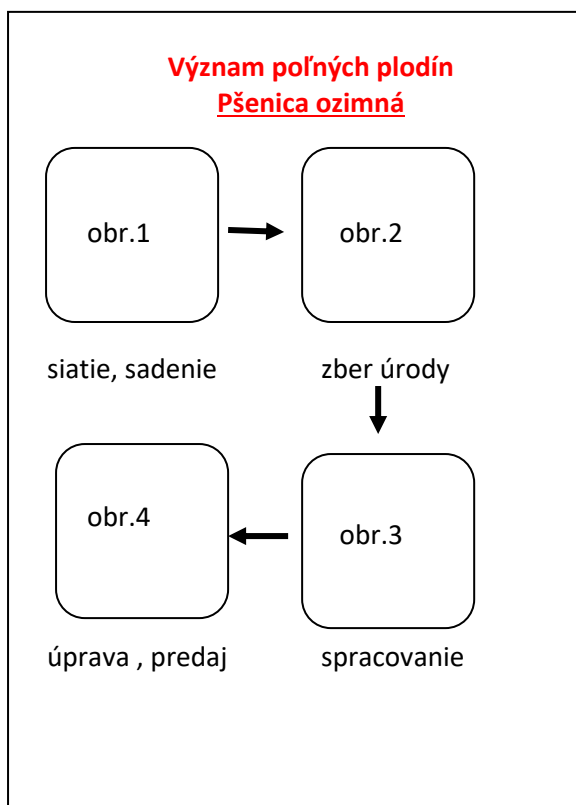 Význam poľných plodín
Pšenica ozimná
obr.1
obr.2
siatie, sadenie
zber úrody
obr.4
obr.3
úprava , predaj
spracovanie